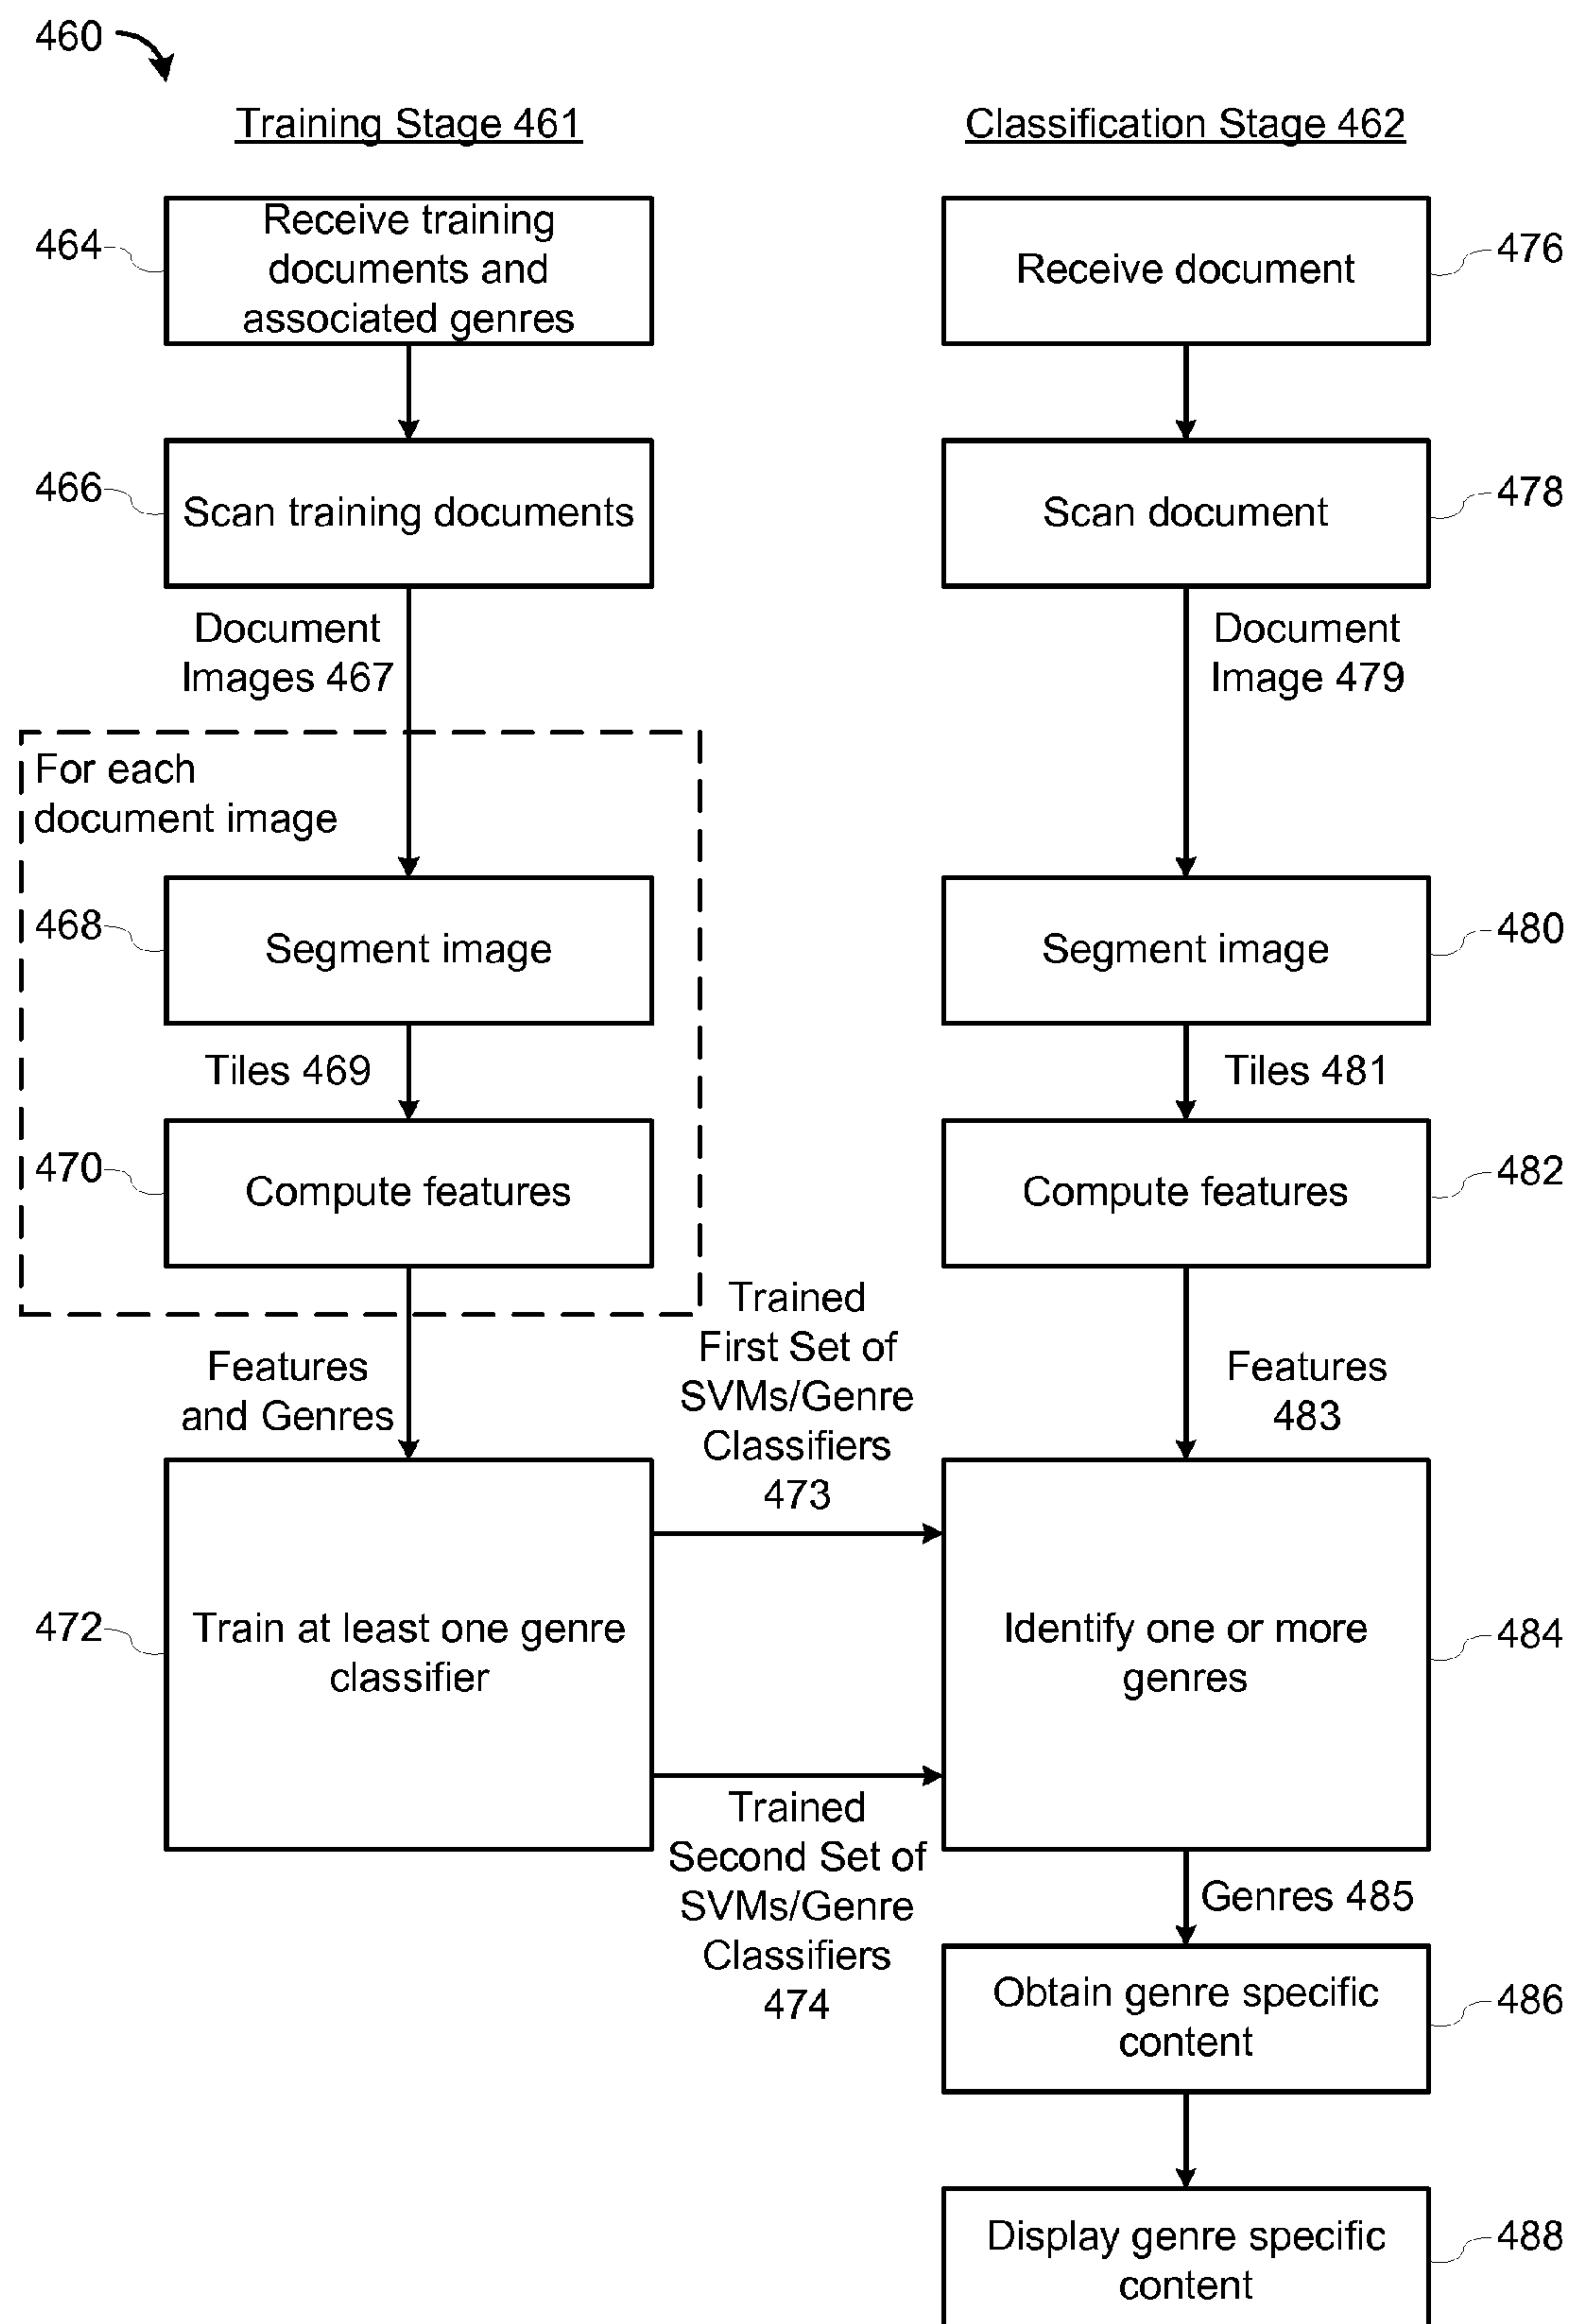 460
Training Stage 461
464
Receive training
documents and
associated genres
466
Scan training documents
Document
Images 467
For each
document image
468
Segment image
Tiles 469
470
Compute features
Features
and Genres
472
Train at least one genre
classifier
Trained
First Set of
SVMs/Genre
Classifiers
473
Trained
Second Set of
SVMs/Genre
Classifiers
474
Classification Stage 462
Receive document
476
Scan document
478
Document
Image 479
Segment image
480
Tiles 481
Compute features
482
Features
483
Identify one or more
genres
484
Genres 485
Obtain genre specific
content
486
Display genre specific
content
488